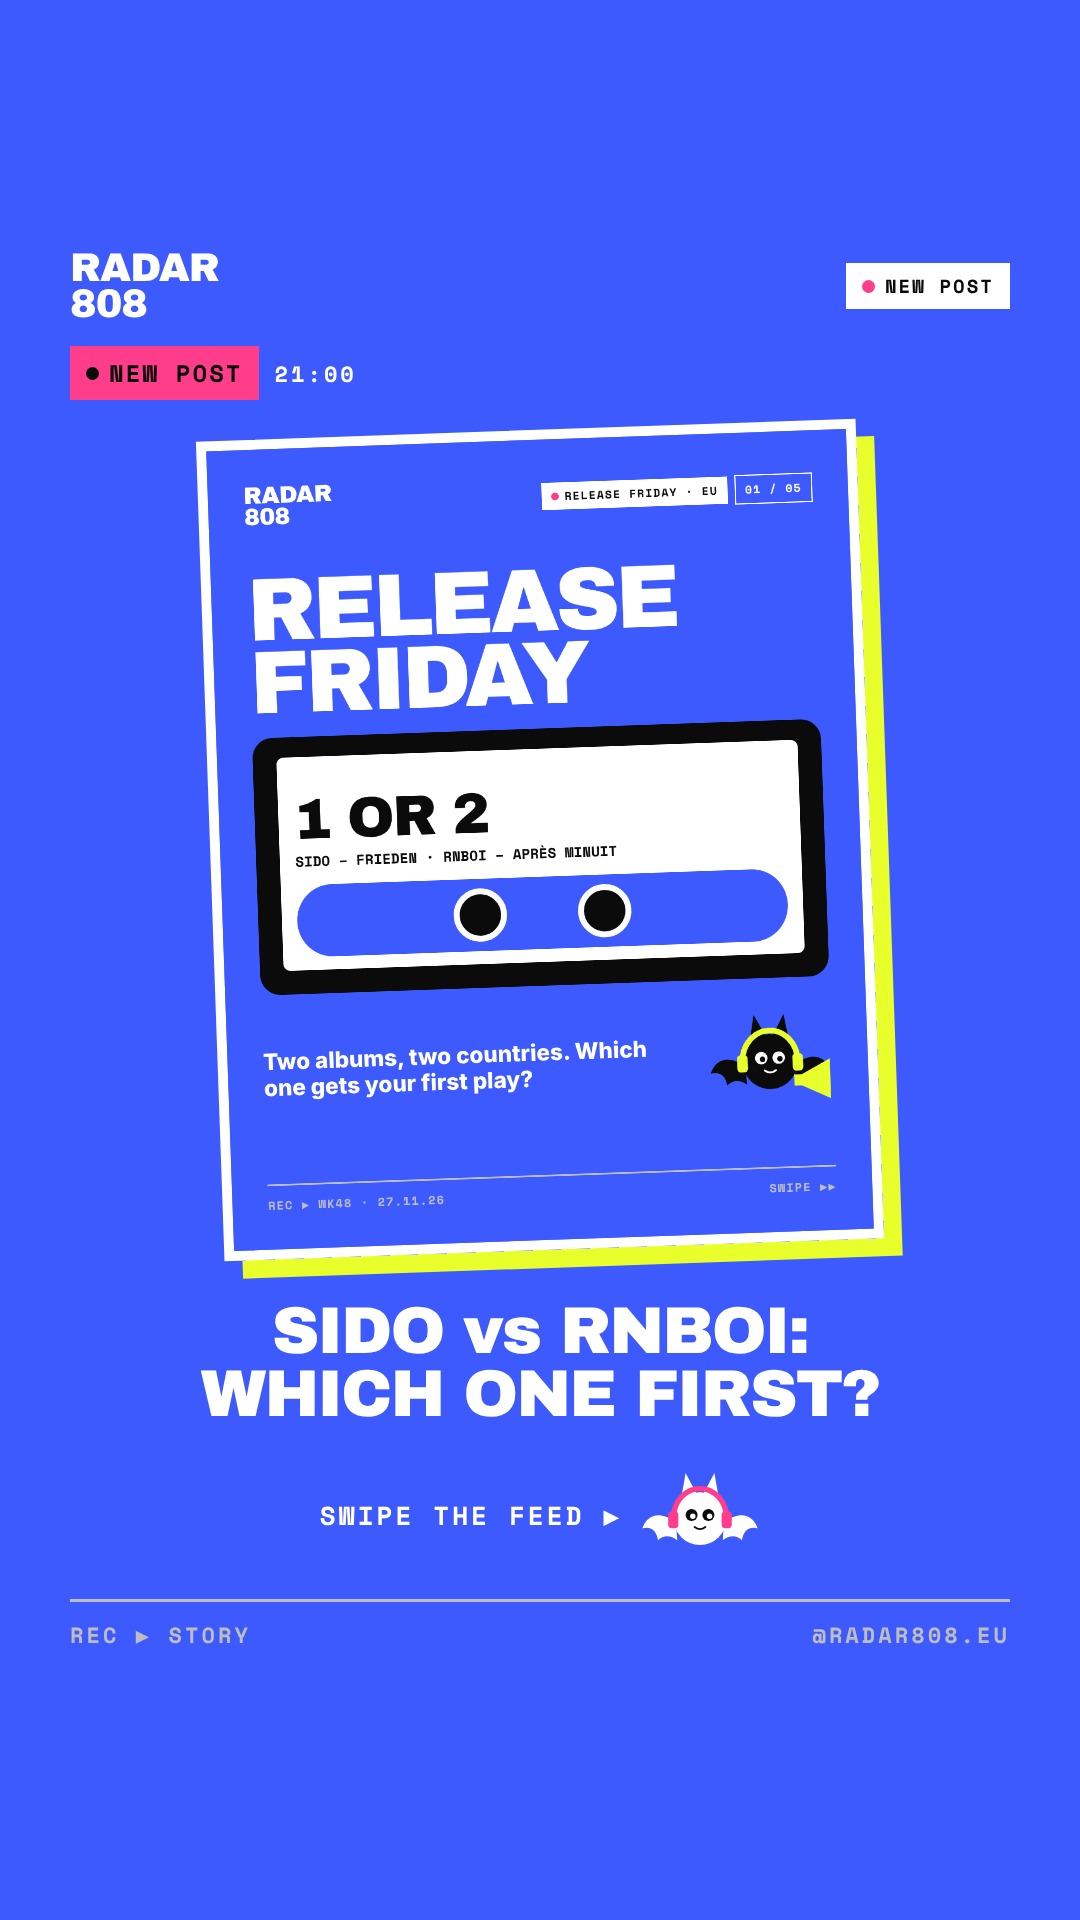 RADAR
808
NEW POST
NEW POST
21:00
RADAR
808
RELEASE FRIDAY · EU
01 / 05
RELEASE
FRIDAY
1 OR 2
SIDO – FRIEDEN · RNBOI – APRÈS MINUIT
Two albums, two countries. Which
one gets your first play?
REC ▶ WK48 · 27.11.26
SWIPE ▶▶
SIDO vs RNBOI:
WHICH ONE FIRST?
SWIPE THE FEED ▶
REC ▶ STORY
@RADAR808.EU